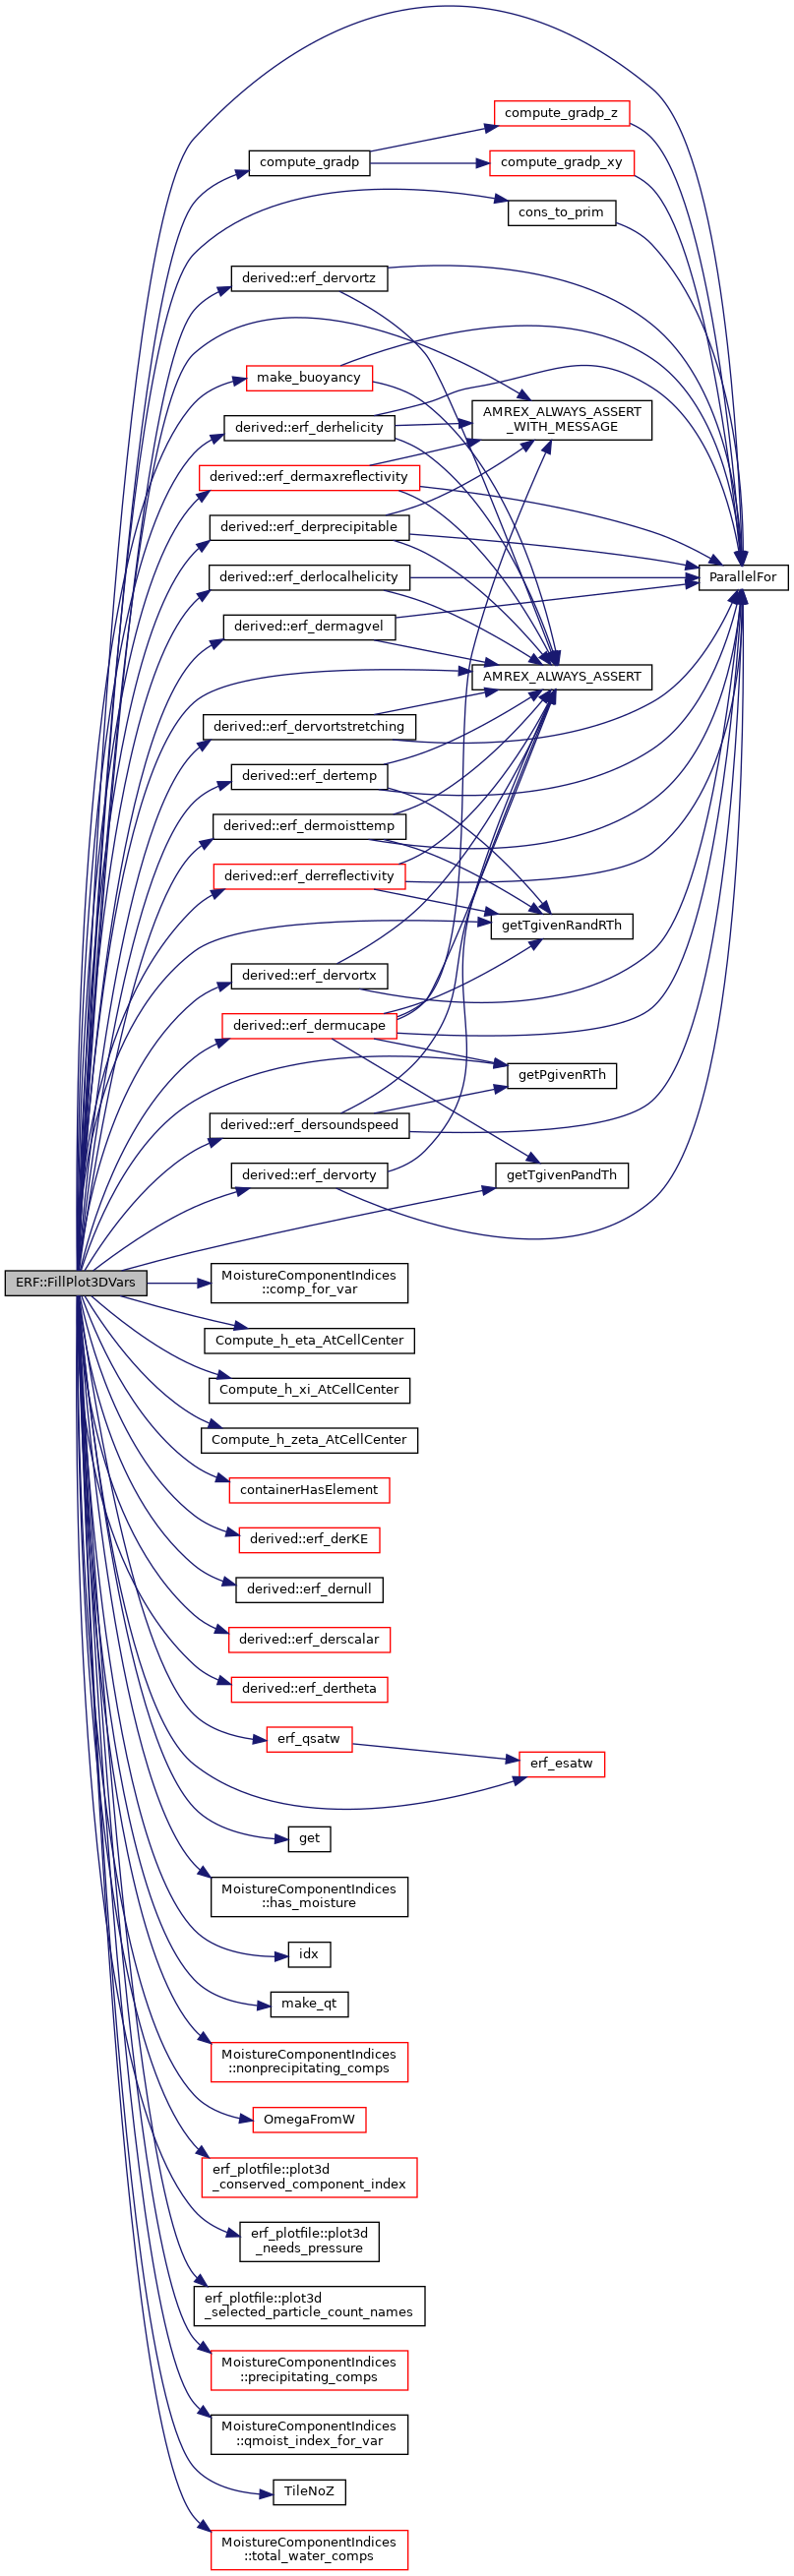 compute_gradp_z
compute_gradp
compute_gradp_xy
cons_to_prim
derived::erf_dervortz
make_buoyancy
AMREX_ALWAYS_ASSERT
_WITH_MESSAGE
derived::erf_derhelicity
derived::erf_dermaxreflectivity
derived::erf_derprecipitable
derived::erf_derlocalhelicity
ParallelFor
derived::erf_dermagvel
AMREX_ALWAYS_ASSERT
derived::erf_dervortstretching
derived::erf_dertemp
derived::erf_dermoisttemp
derived::erf_derreflectivity
getTgivenRandRTh
derived::erf_dervortx
derived::erf_dermucape
getPgivenRTh
derived::erf_dersoundspeed
derived::erf_dervorty
getTgivenPandTh
ERF::FillPlot3DVars
MoistureComponentIndices
::comp_for_var
Compute_h_eta_AtCellCenter
Compute_h_xi_AtCellCenter
Compute_h_zeta_AtCellCenter
containerHasElement
derived::erf_derKE
derived::erf_dernull
derived::erf_derscalar
derived::erf_dertheta
erf_qsatw
erf_esatw
get
MoistureComponentIndices
::has_moisture
idx
make_qt
MoistureComponentIndices
::nonprecipitating_comps
OmegaFromW
erf_plotfile::plot3d
_conserved_component_index
erf_plotfile::plot3d
_needs_pressure
erf_plotfile::plot3d
_selected_particle_count_names
MoistureComponentIndices
::precipitating_comps
MoistureComponentIndices
::qmoist_index_for_var
TileNoZ
MoistureComponentIndices
::total_water_comps